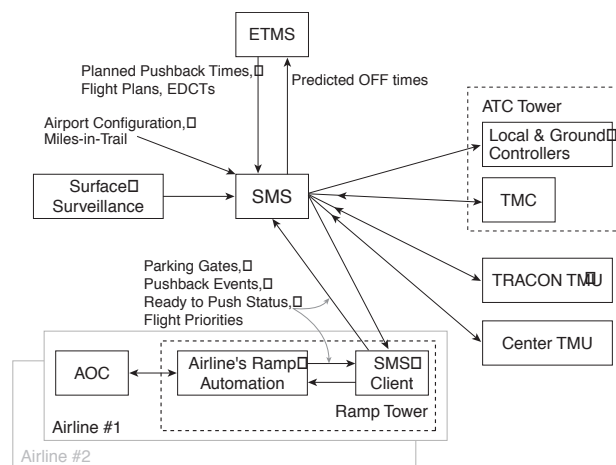 ETMS
Planned Pushback Times,
Flight Plans, EDCTs
Predicted OFF times
Airport Configuration,
Miles-in-Trail
ATC Tower
Local & Ground
Controllers
Surface
Surveillance
SMS
TMC
Parking Gates,
Pushback Events,
Ready to Push Status,
Flight Priorities
TRACON TMU
Center TMU
AOC
Airline's Ramp
Automation
SMS
Client
Ramp Tower
Airline #1
Airline #2